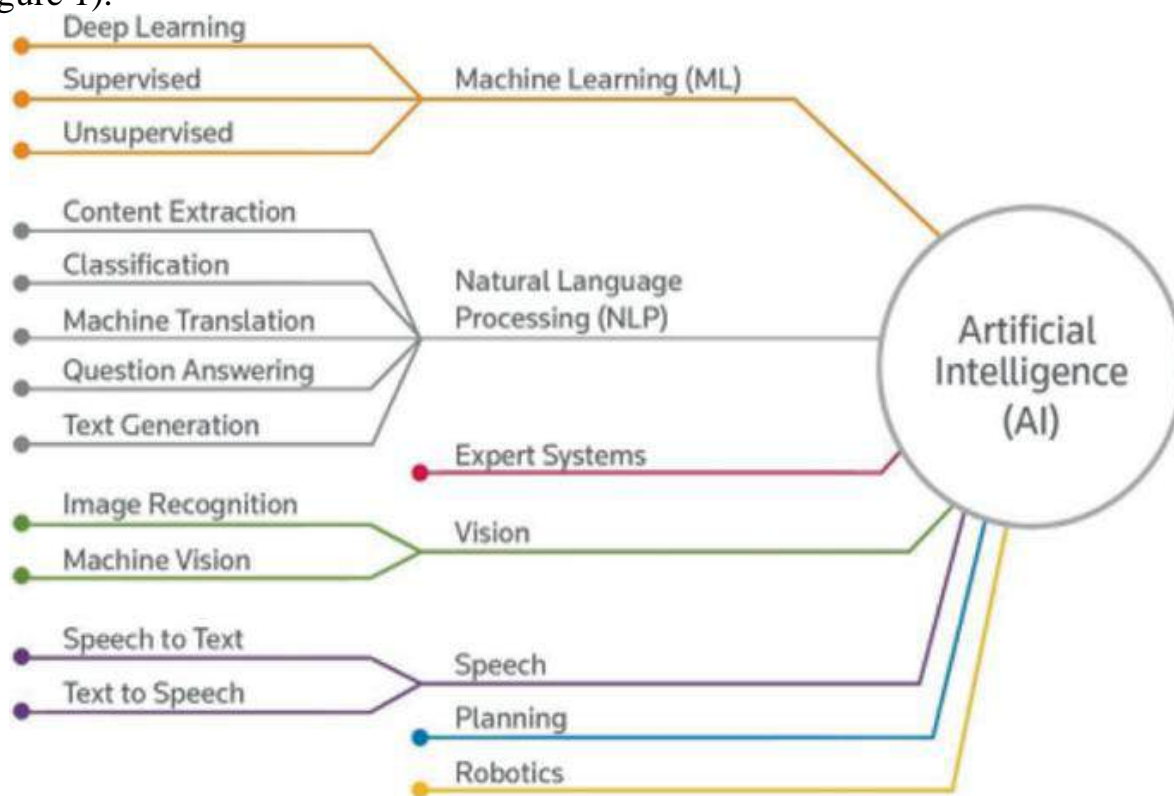 gure 1).
Deep Learning
Supervised
Unsupervised
Machine Learning (ML)
Content Extraction
Classification
Machine Translation
Question Answering
Text Generation
Natural Language
Processing (NLP)
Expert Systems
Image Recognition
Machine Vision
Vision
Speech to Text
Text to Speech
Speech
Planning
Robotics
Artificial
Intelligence
(AI)